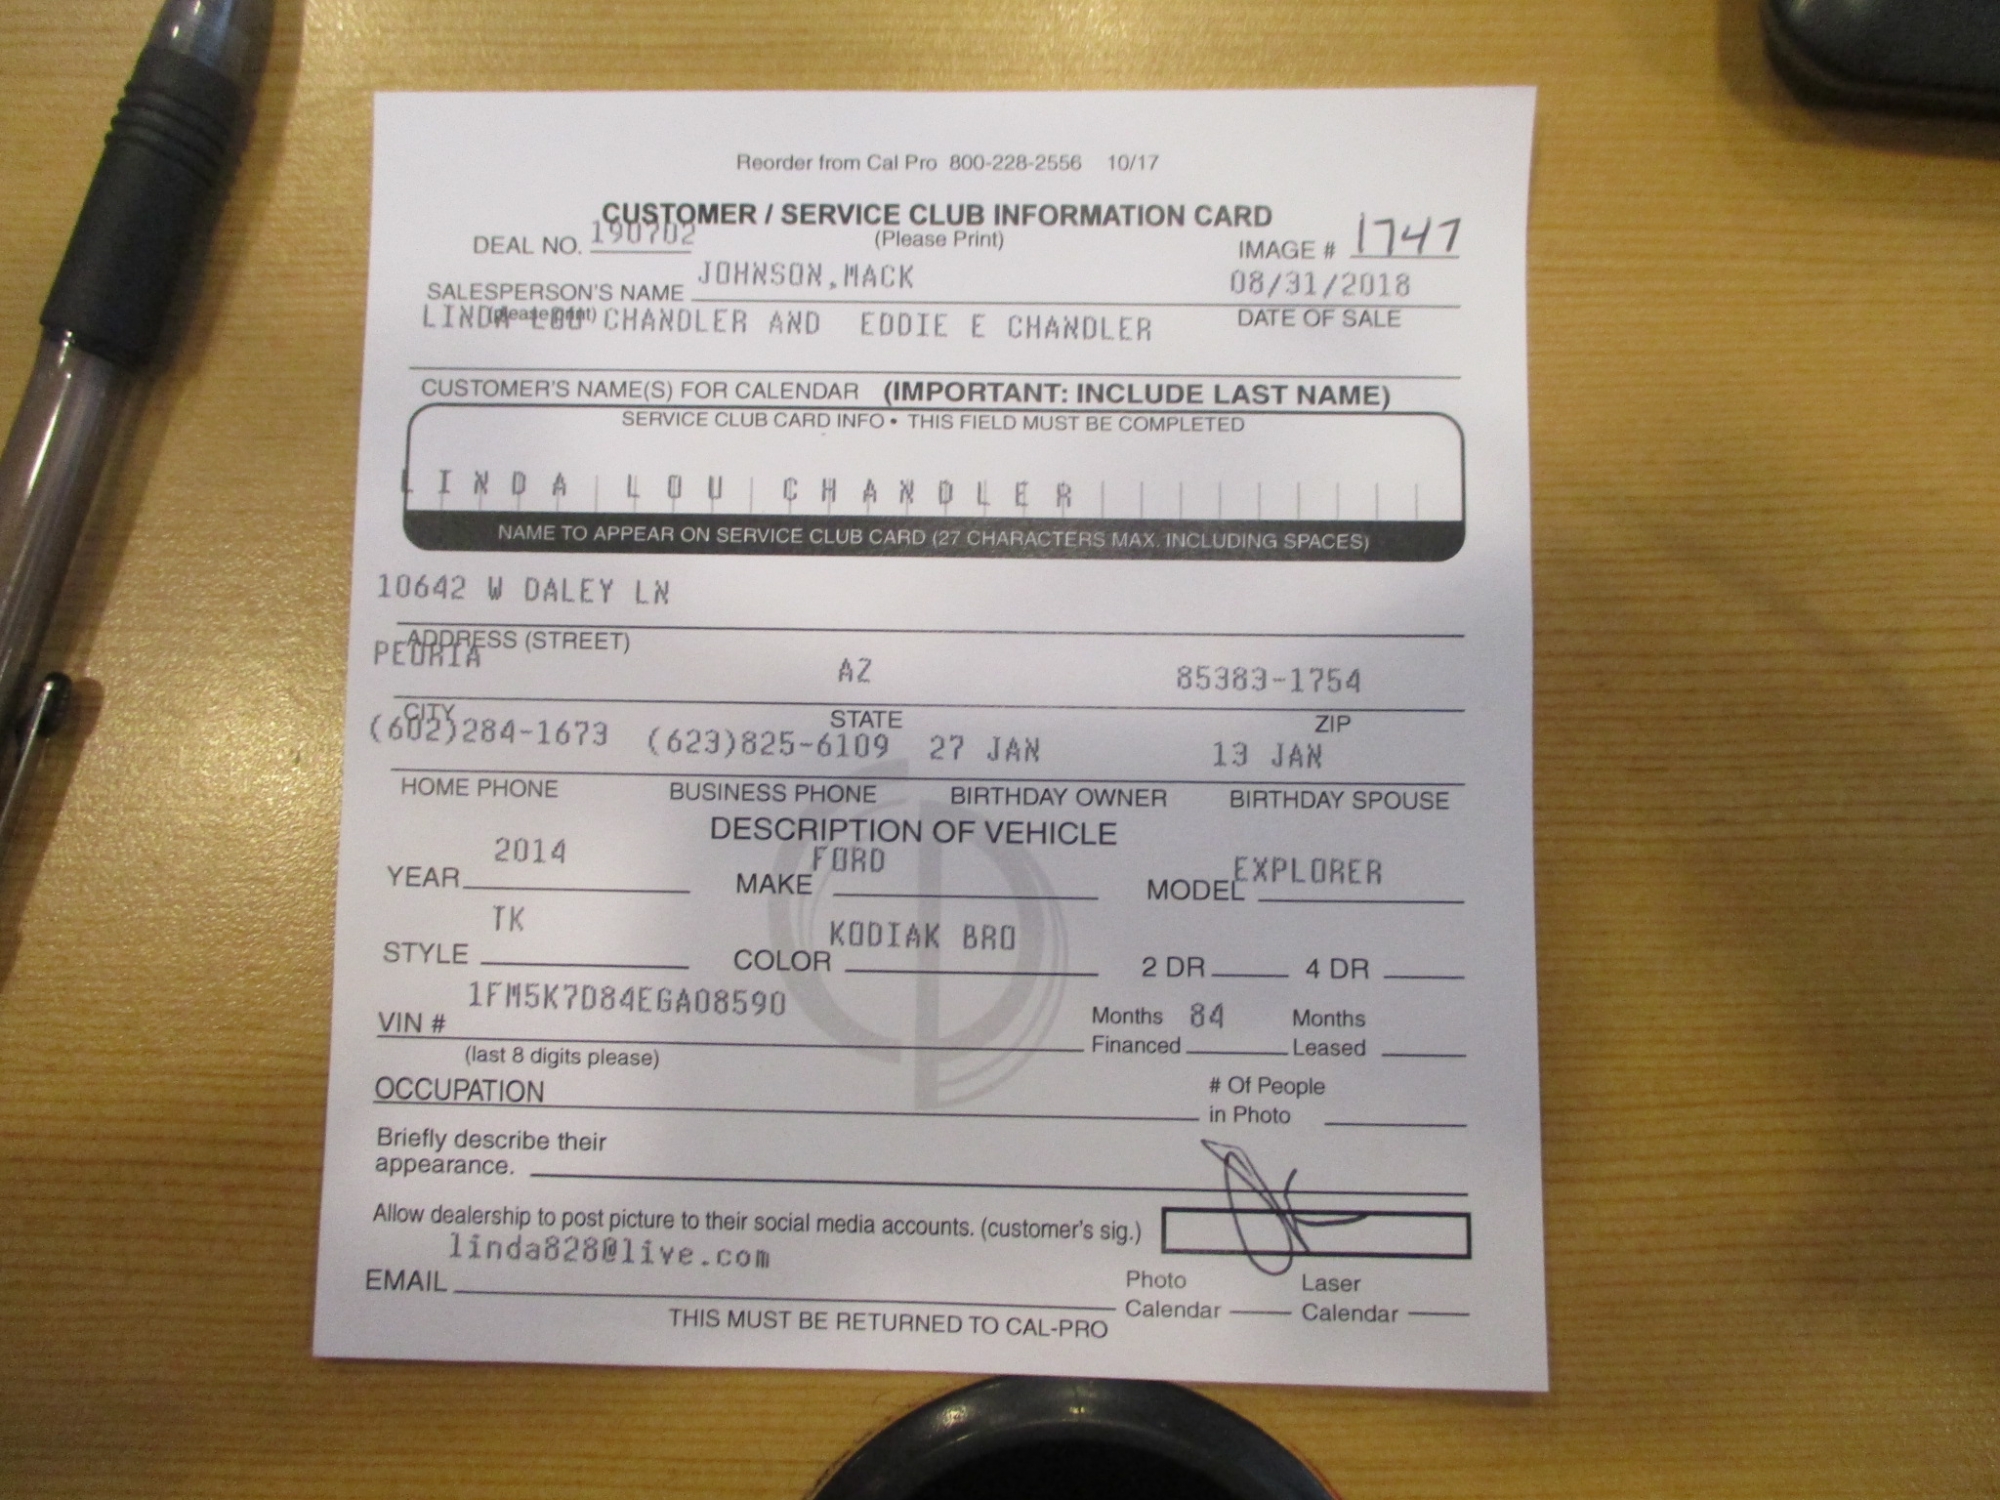 Reorder from Cal Pro 800-228-2556 10/17
CUSTOMER / SERVICE CLUB INFORMATION CARD
DEAL NO. 190702 (Please Print) IMAGE # 1747
SALESPERSON'S NAME JOHNSON,MACK 08/31/2018
(please print) DATE OF SALE
LINDA LOU CHANDLER AND EDDIE E CHANDLER
CUSTOMER'S NAME(S) FOR CALENDAR (IMPORTANT: INCLUDE LAST NAME)
SERVICE CLUB CARD INFO • THIS FIELD MUST BE COMPLETED
LINDA LOU CHANDLER
NAME TO APPEAR ON SERVICE CLUB CARD (27 CHARACTERS MAX. INCLUDING SPACES)
10642 W DALEY LN
ADDRESS (STREET)
PEORIA AZ 85383-1754
CITY STATE ZIP
(602)284-1673 (623)825-6109 27 JAN 13 JAN
HOME PHONE BUSINESS PHONE BIRTHDAY OWNER BIRTHDAY SPOUSE
DESCRIPTION OF VEHICLE
YEAR 2014 MAKE FORD MODEL EXPLORER
STYLE TK COLOR KODIAK BRO 2 DR 4 DR
VIN # 1FM5K7D84EGA08590 Months Financed 84 Months Leased
(last 8 digits please)
OCCUPATION # Of People in Photo
Briefly describe their
appearance.
Allow dealership to post picture to their social media accounts. (customer's sig.)
EMAIL linda828@live.com Photo Calendar Laser Calendar
THIS MUST BE RETURNED TO CAL-PRO